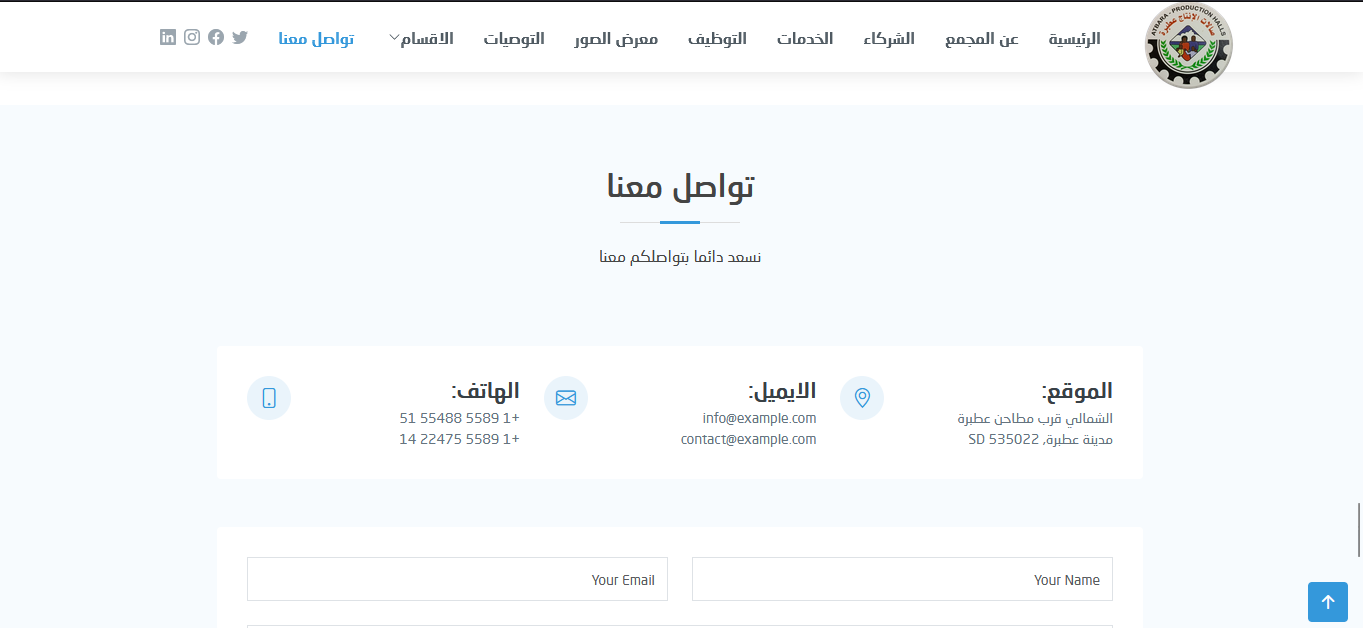 ATBARA - PRODUCTION HALLS
صالات الإنتاج عطبرة
الرئيسية
عن المجمع
الشركاء
الخدمات
التوظيف
معرض الصور
التوصيات
الاقسام
تواصل معنا
تواصل معنا
نسعد دائما بتواصلكم معنا
الموقع:
الشمالي قرب مطاحن عطبرة
مدينة عطبرة, SD 535022
الايميل:
info@example.com
contact@example.com
الهاتف:
+1 5589 55488 51
+1 5589 22475 14
Your Name
Your Email